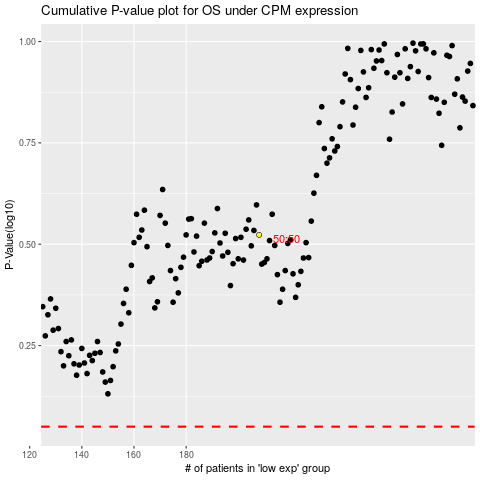 Cumulative P-value plot for OS under CPM expression
P-Value(log10)
1.00
0.75
0.50
0.25
50:50
120 140 160 180
# of patients in 'low exp' group